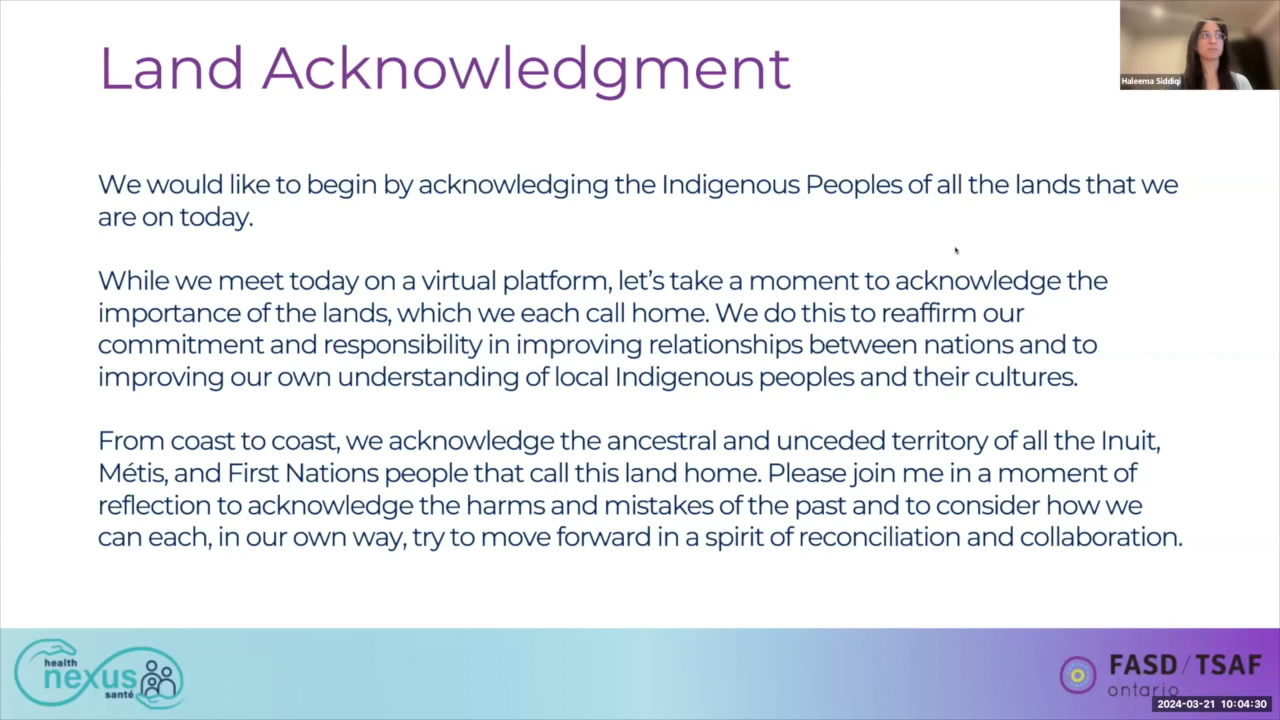 Land Acknowledgment
Haleema Siddiqi
We would like to begin by acknowledging the Indigenous Peoples of all the lands that we
are on today.
While we meet today on a virtual platform, let’s take a moment to acknowledge the
importance of the lands, which we each call home. We do this to reaffirm our
commitment and responsibility in improving relationships between nations and to
improving our own understanding of local Indigenous peoples and their cultures.
From coast to coast, we acknowledge the ancestral and unceded territory of all the Inuit,
Métis, and First Nations people that call this land home. Please join me in a moment of
reflection to acknowledge the harms and mistakes of the past and to consider how we
can each, in our own way, try to move forward in a spirit of reconciliation and collaboration.
health
nexus
santé
FASD / TSAF
ontario
2024-03-21 10:04:30